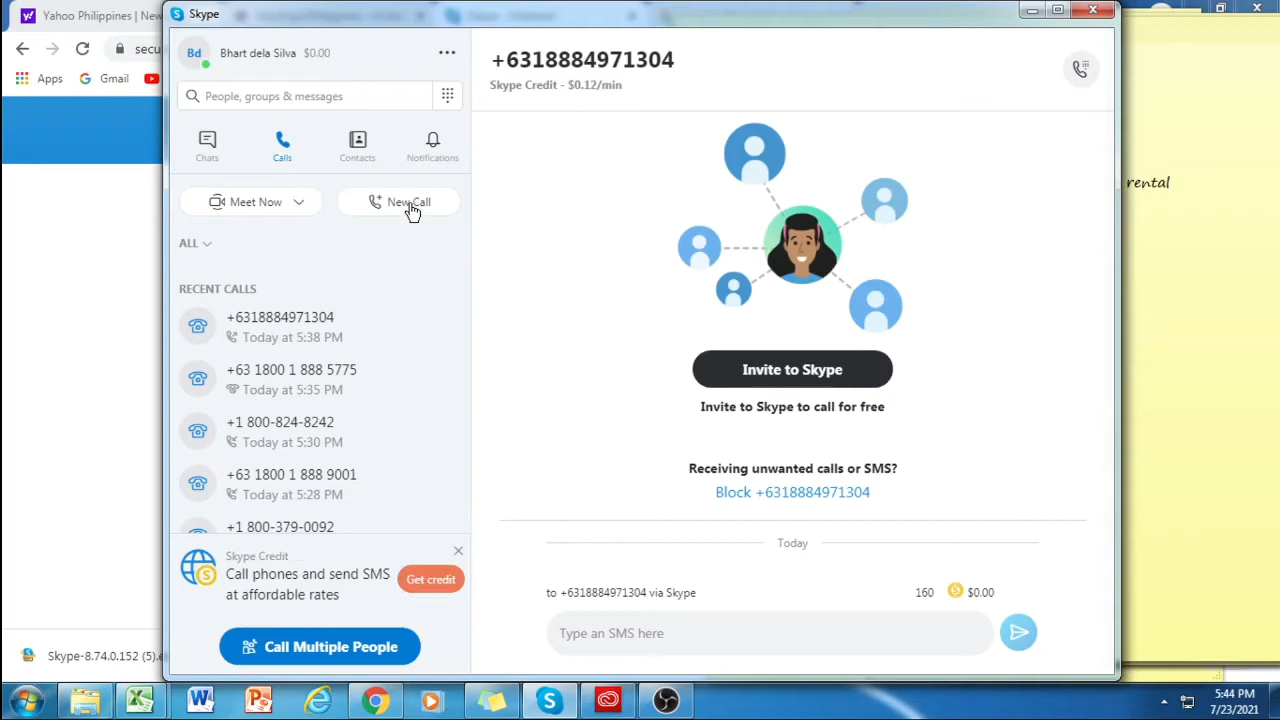 Yahoo Philippines | New
Skype
secu
Apps
Gmail
Bd
Bhart dela Silva $0.00
People, groups & messages
Chats
Calls
Contacts
Notifications
Meet Now
New Call
ALL
RECENT CALLS
+6318884971304
Today at 5:38 PM
+63 1800 1 888 5775
Today at 5:35 PM
+1 800-824-8242
Today at 5:30 PM
+63 1800 1 888 9001
Today at 5:28 PM
+1 800-379-0092
Skype Credit
Call phones and send SMS
at affordable rates
Get credit
Call Multiple People
+6318884971304
Skype Credit - $0.12/min
Invite to Skype
Invite to Skype to call for free
Receiving unwanted calls or SMS?
Block +6318884971304
Today
to +6318884971304 via Skype
160
$0.00
Type an SMS here
rental
Skype-8.74.0.152 (5).e
5:44 PM
7/23/2021